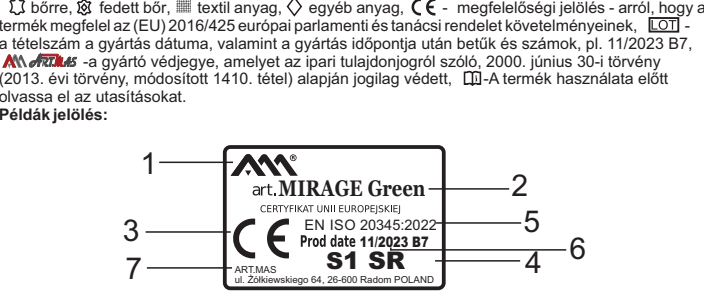 bőrre, fedett bőr, textil anyag, egyéb anyag, CE - megfelelőségi jelölés - arról, hogy a
termék megfelel az (EU) 2016/425 európai parlamenti és tanácsi rendelet követelményeinek, LOT -
a tételszám a gyártás dátuma, valamint a gyártás időpontja után betűk és számok, pl. 11/2023 B7,
ARTMAS -a gyártó védjegye, amelyet az ipari tulajdonjogról szóló, 2000. június 30-i törvény
(2013. évi törvény, módosított 1410. tétel) alapján jogilag védett, -A termék használata előtt
olvassa el az utasításokat.
Példák jelölés:
1 ®
art. MIRAGE Green 2
CERTYFIKAT UNII EUROPEJSKIEJ
3 CE EN ISO 20345:2022 5
Prod date 11/2023 B7 6
S1 SR 4
7 ART.MAS
ul. Żółkiewskiego 64, 26-600 Radom POLAND